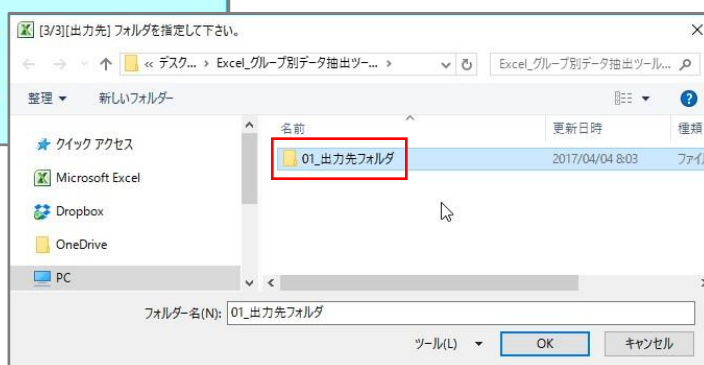 [3/3][出力先] フォルダを指定して下さい。
« デスク... › Excel_グループ別データ抽出ツー... ›
Excel_グループ別データ抽出ツール...
整理 新しいフォルダー
名前 更新日時 種類
クイック アクセス
01_出力先フォルダ 2017/04/04 8:03 ファイル
Microsoft Excel
Dropbox
OneDrive
PC
フォルダー名(N): 01_出力先フォルダ
ツール(L) OK キャンセル